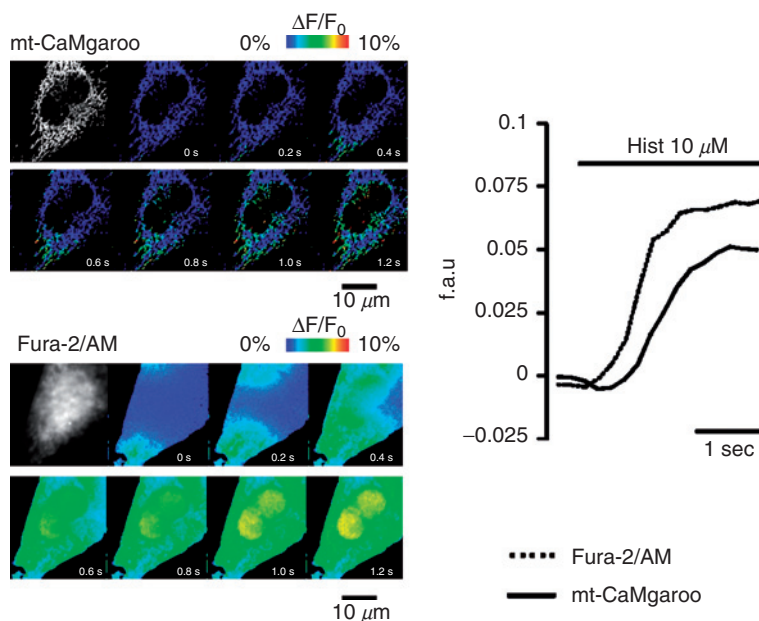 mt-CaMgaroo
ΔF/F₀
0% 10%
0 s 0.2 s 0.4 s
0.6 s 0.8 s 1.0 s 1.2 s
10 μm
Fura-2/AM
ΔF/F₀
0% 10%
0 s 0.2 s 0.4 s
0.6 s 0.8 s 1.0 s 1.2 s
10 μm
0.1
Hist 10 μM
0.075
0.05
f.a.u
0.025
0
−0.025
1 sec
Fura-2/AM
mt-CaMgaroo